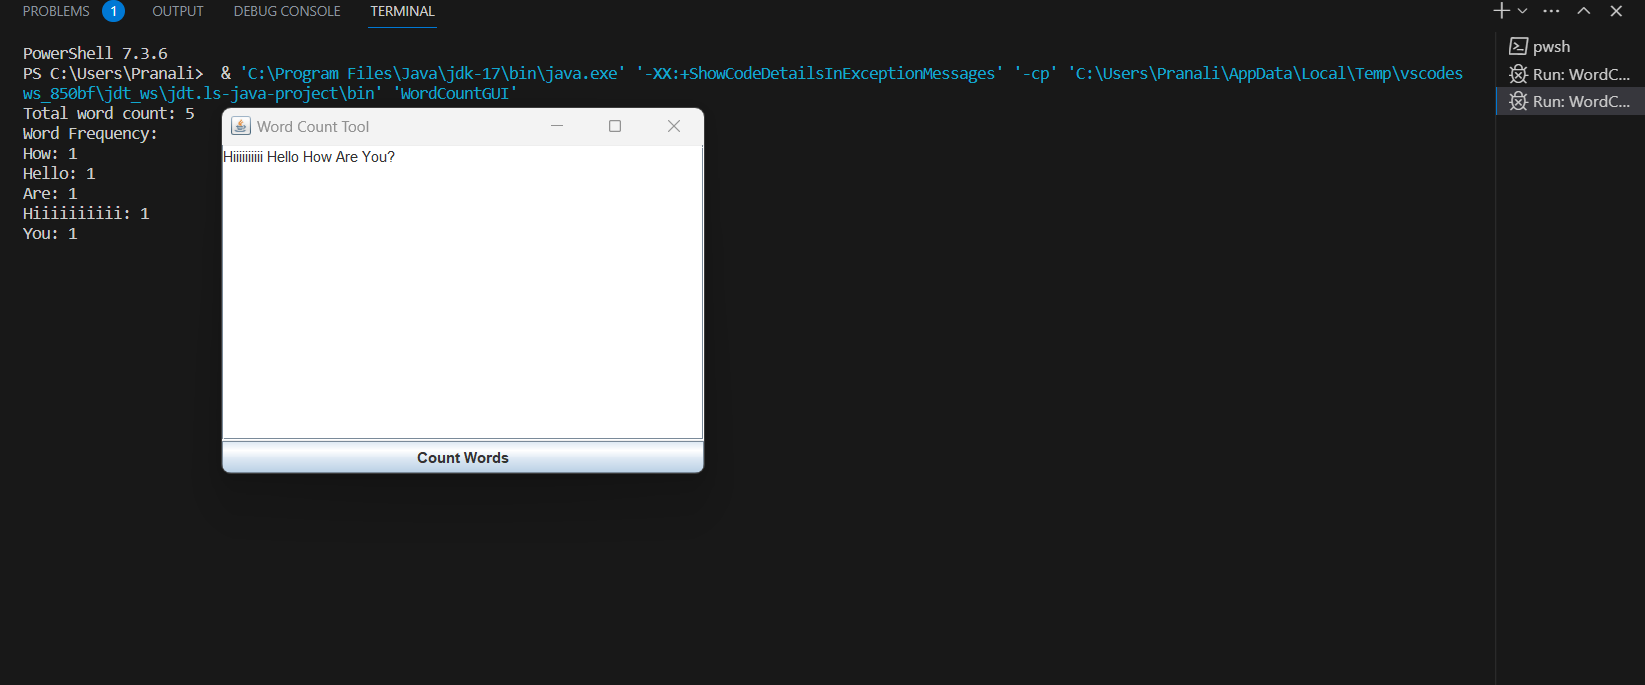 PROBLEMS 1 OUTPUT DEBUG CONSOLE TERMINAL
PowerShell 7.3.6
PS C:\Users\Pranali>  & 'C:\Program Files\Java\jdk-17\bin\java.exe' '-XX:+ShowCodeDetailsInExceptionMessages' '-cp' 'C:\Users\Pranali\AppData\Local\Temp\vscodes
ws_850bf\jdt_ws\jdt.ls-java-project\bin' 'WordCountGUI'
Total word count: 5
Word Frequency:
How: 1
Hello: 1
Are: 1
Hiiiiiiiiii: 1
You: 1
Word Count Tool
Hiiiiiiiiii Hello How Are You?
Count Words
pwsh
Run: WordC...
Run: WordC...